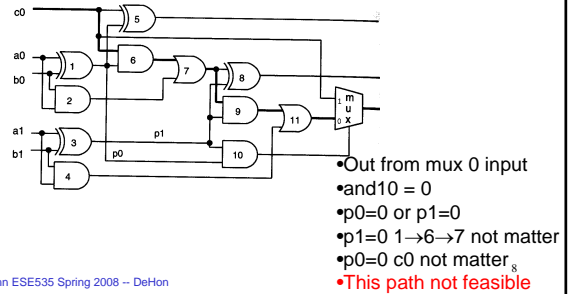 c0
5
a0
b0
1
6
7
8
2
9
11
1 m
u
0 x
a1
b1
3
p1
p0
10
4
•Out from mux 0 input
•and10 = 0
•p0=0 or p1=0
•p1=0 1→6→7 not matter
•p0=0 c0 not matter
8
•This path not feasible
nn ESE535 Spring 2008 -- DeHon